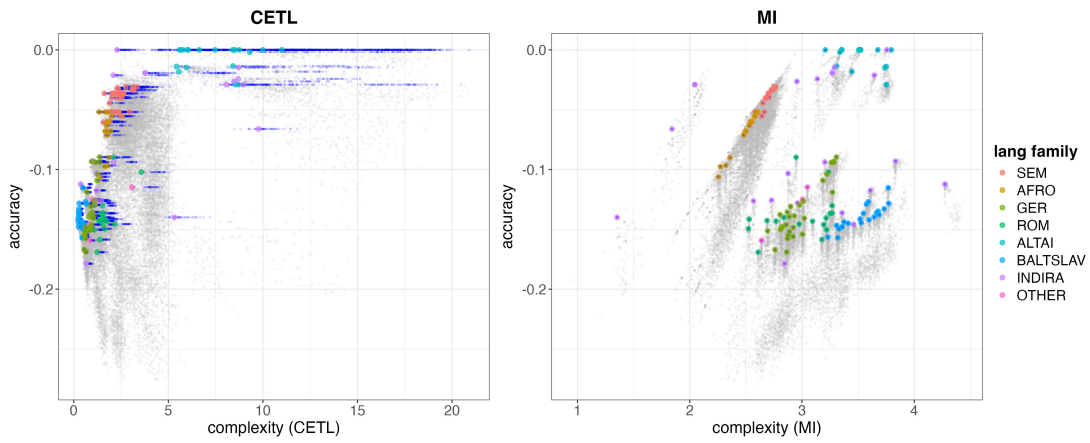 CETL
MI
0.0
-0.1
-0.2
accuracy
0
5
10
15
20
complexity (CETL)
0.0
-0.1
-0.2
accuracy
1
2
3
4
complexity (MI)
lang family
SEM
AFRO
GER
ROM
ALTAI
BALTSLAV
INDIRA
OTHER